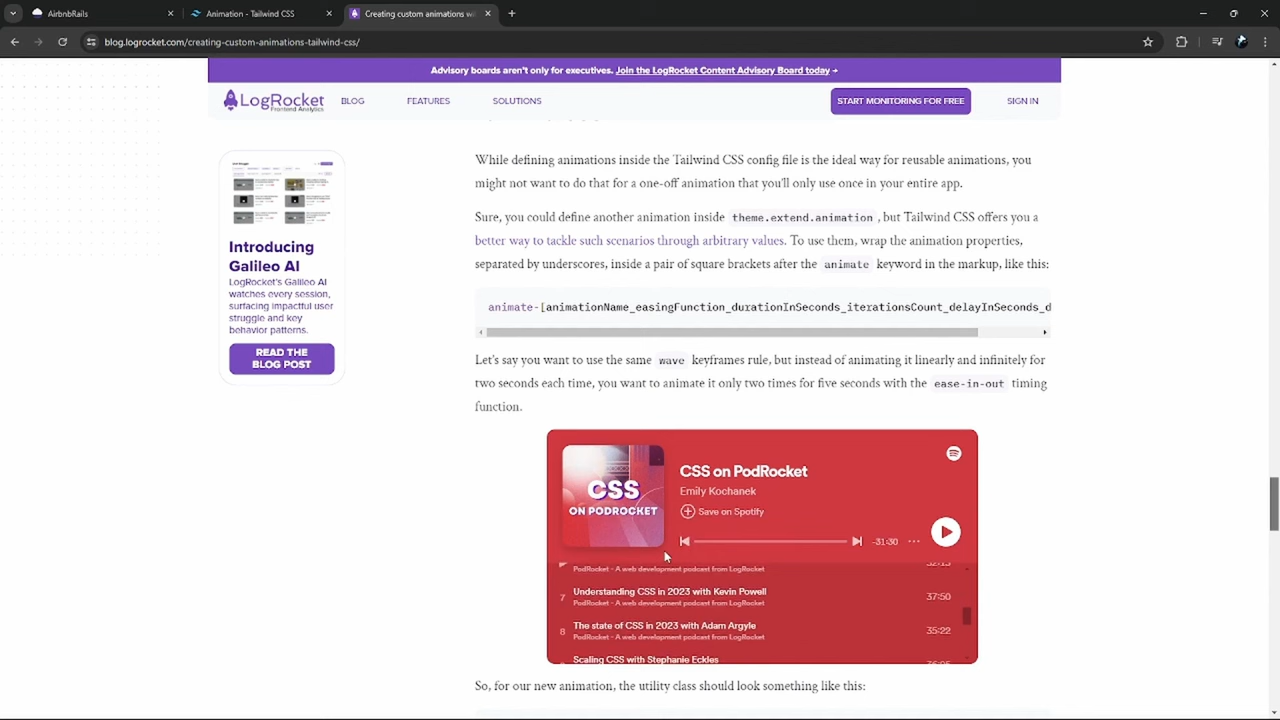 AirbnbRails
Animation - Tailwind CSS
Creating custom animations w
blog.logrocket.com/creating-custom-animations-tailwind-css/
Advisory boards aren't only for executives. Join the LogRocket Content Advisory Board today →
LogRocket
Frontend Analytics
BLOG
FEATURES
SOLUTIONS
START MONITORING FOR FREE
SIGN IN
Introducing
Galileo AI
LogRocket's Galileo AI
watches every session,
surfacing impactful user
struggle and key
behavior patterns.
READ THE
BLOG POST
While defining animations inside the Tailwind CSS config file is the ideal way for reusable animations, you
might not want to do that for a one-off animation that you'll only use once in your entire app.
Sure, you could define another animation inside theme.extend.animation, but Tailwind CSS offers you a
better way to tackle such scenarios through arbitrary values. To use them, wrap the animation properties,
separated by underscores, inside a pair of square brackets after the animate keyword in the markup, like this:
animate-[animationName_easingFunction_durationInSeconds_iterationsCount_delayInSeconds_d
Let's say you want to use the same wave keyframes rule, but instead of animating it linearly and infinitely for
two seconds each time, you want to animate it only two times for five seconds with the ease-in-out timing
function.
CSS
ON PODROCKET
CSS on PodRocket
Emily Kochanek
Save on Spotify
-31:30
PodRocket - A web development podcast from LogRocket
7 Understanding CSS in 2023 with Kevin Powell 37:50
PodRocket - A web development podcast from LogRocket
8 The state of CSS in 2023 with Adam Argyle 35:22
PodRocket - A web development podcast from LogRocket
Scaling CSS with Stephanie Eckles
So, for our new animation, the utility class should look something like this: